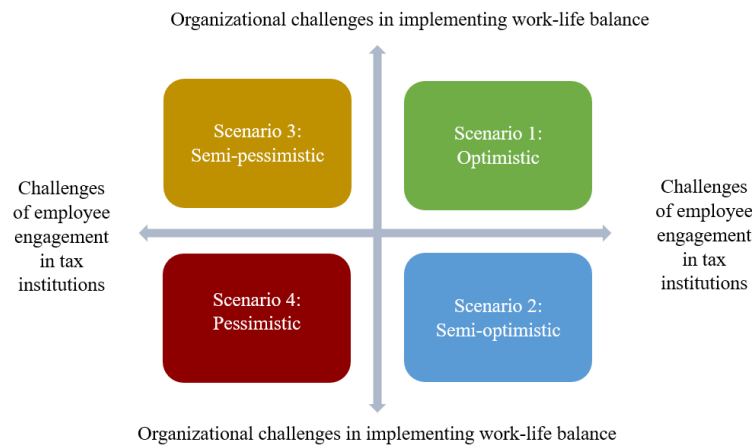 Organizational challenges in implementing work-life balance
Scenario 3:
Semi-pessimistic
Scenario 1:
Optimistic
Challenges
of employee
engagement
in tax
institutions
Challenges
of employee
engagement
in tax
institutions
Scenario 4:
Pessimistic
Scenario 2:
Semi-optimistic
Organizational challenges in implementing work-life balance